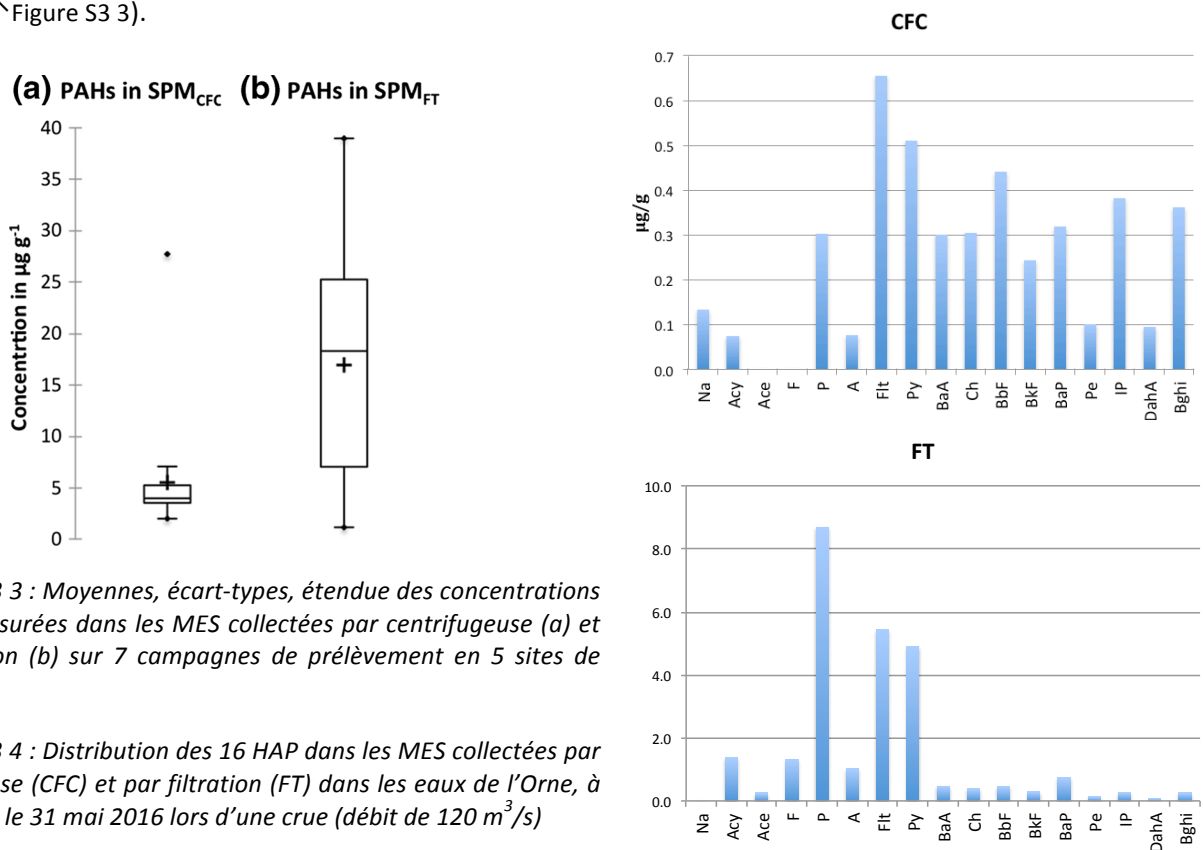 Figure S3 3).
(a) PAHs in SPM_CFC (b) PAHs in SPM_FT
Concentrtion in µg g⁻¹
40
35
30
25
20
15
10
5
0
3 3 : Moyennes, écart-types, étendue des concentrations
surées dans les MES collectées par centrifugeuse (a) et
on (b) sur 7 campagnes de prélèvement en 5 sites de
3 4 : Distribution des 16 HAP dans les MES collectées par
se (CFC) et par filtration (FT) dans les eaux de l’Orne, à
le 31 mai 2016 lors d’une crue (débit de 120 m³/s)
CFC
µg/g
0.7
0.6
0.5
0.4
0.3
0.2
0.1
0.0
Na Acy Ace F P A Flt Py BaA Ch BbF BkF BaP Pe IP DahA Bghi
FT
10.0
8.0
6.0
4.0
2.0
0.0
Na Acy Ace F P A Flt Py BaA Ch BbF BkF BaP Pe IP DahA Bghi